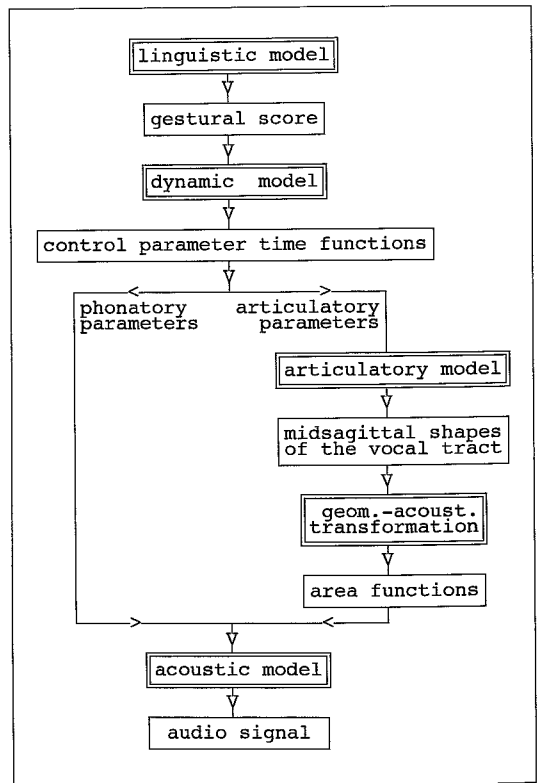 linguistic model
gestural score
dynamic model
control parameter time functions
phonatory
parameters
articulatory
parameters
articulatory model
midsagittal shapes
of the vocal tract
geom.-acoust.
transformation
area functions
acoustic model
audio signal